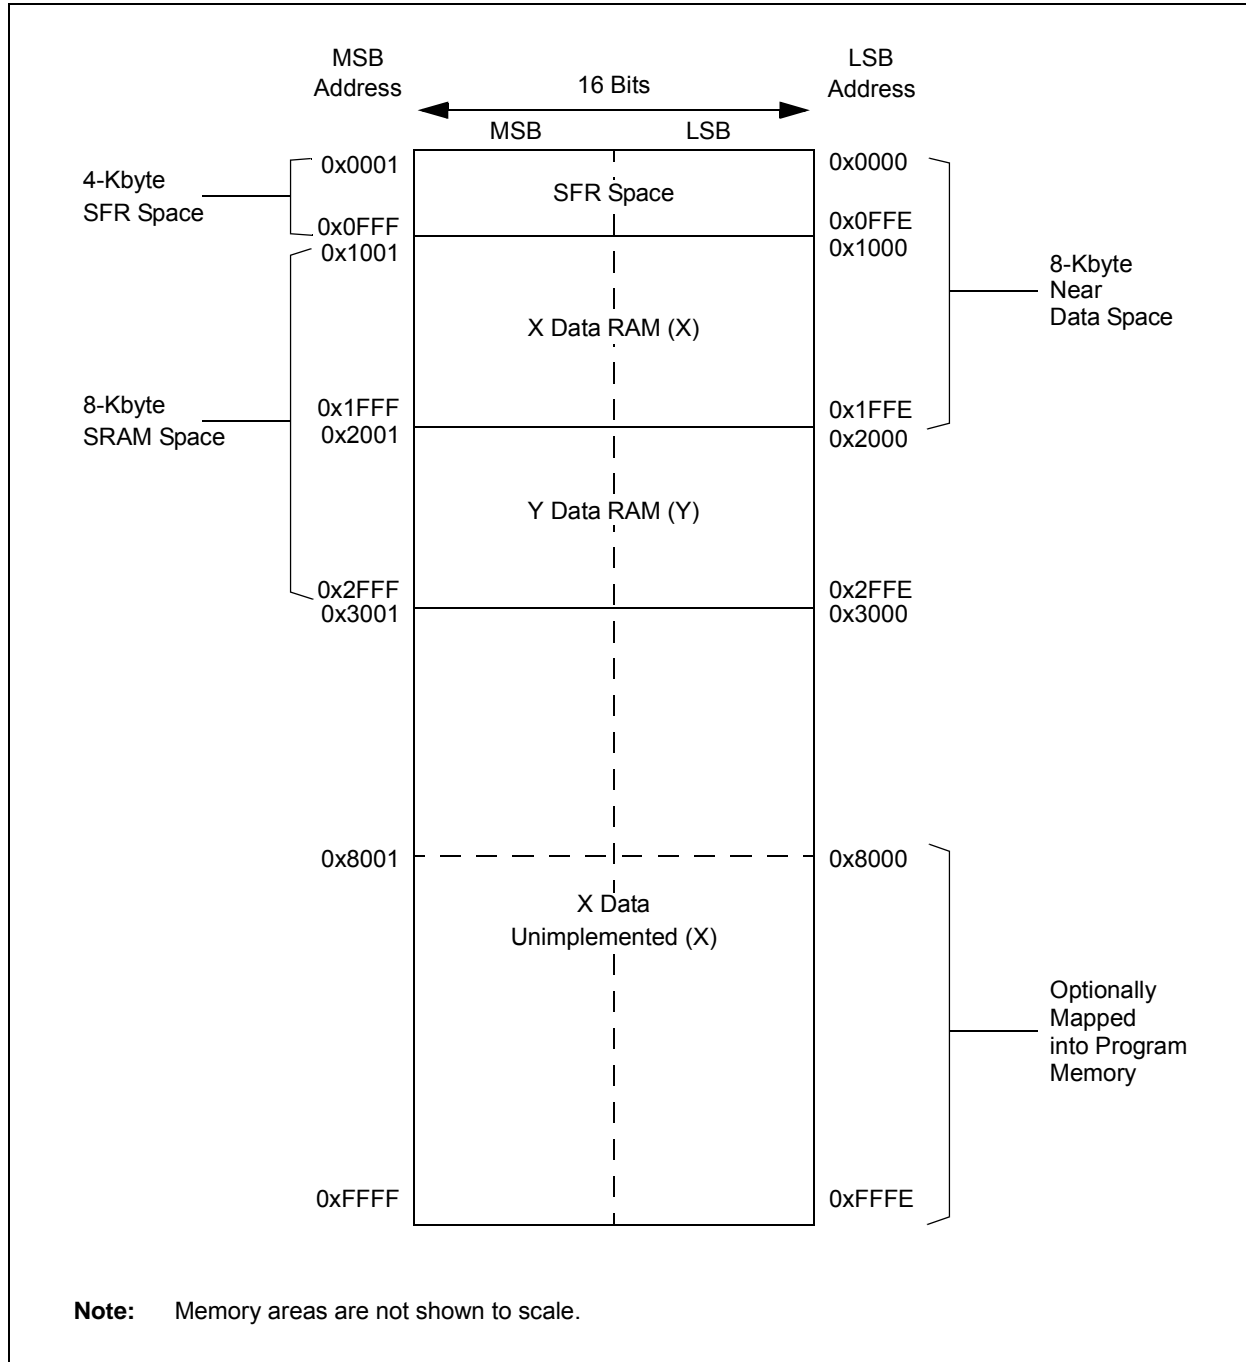 MSB
Address
LSB
Address
16 Bits
MSB
LSB
4-Kbyte
SFR Space
0x0001
0x0FFF
0x1001
SFR Space
0x0000
0x0FFE
0x1000
8-Kbyte
Near
Data Space
X Data RAM (X)
8-Kbyte
SRAM Space
0x1FFF
0x2001
0x1FFE
0x2000
Y Data RAM (Y)
0x2FFF
0x3001
0x2FFE
0x3000
0x8001
0x8000
X Data
Unimplemented (X)
Optionally
Mapped
into Program
Memory
0xFFFF
0xFFFE
Note: Memory areas are not shown to scale.